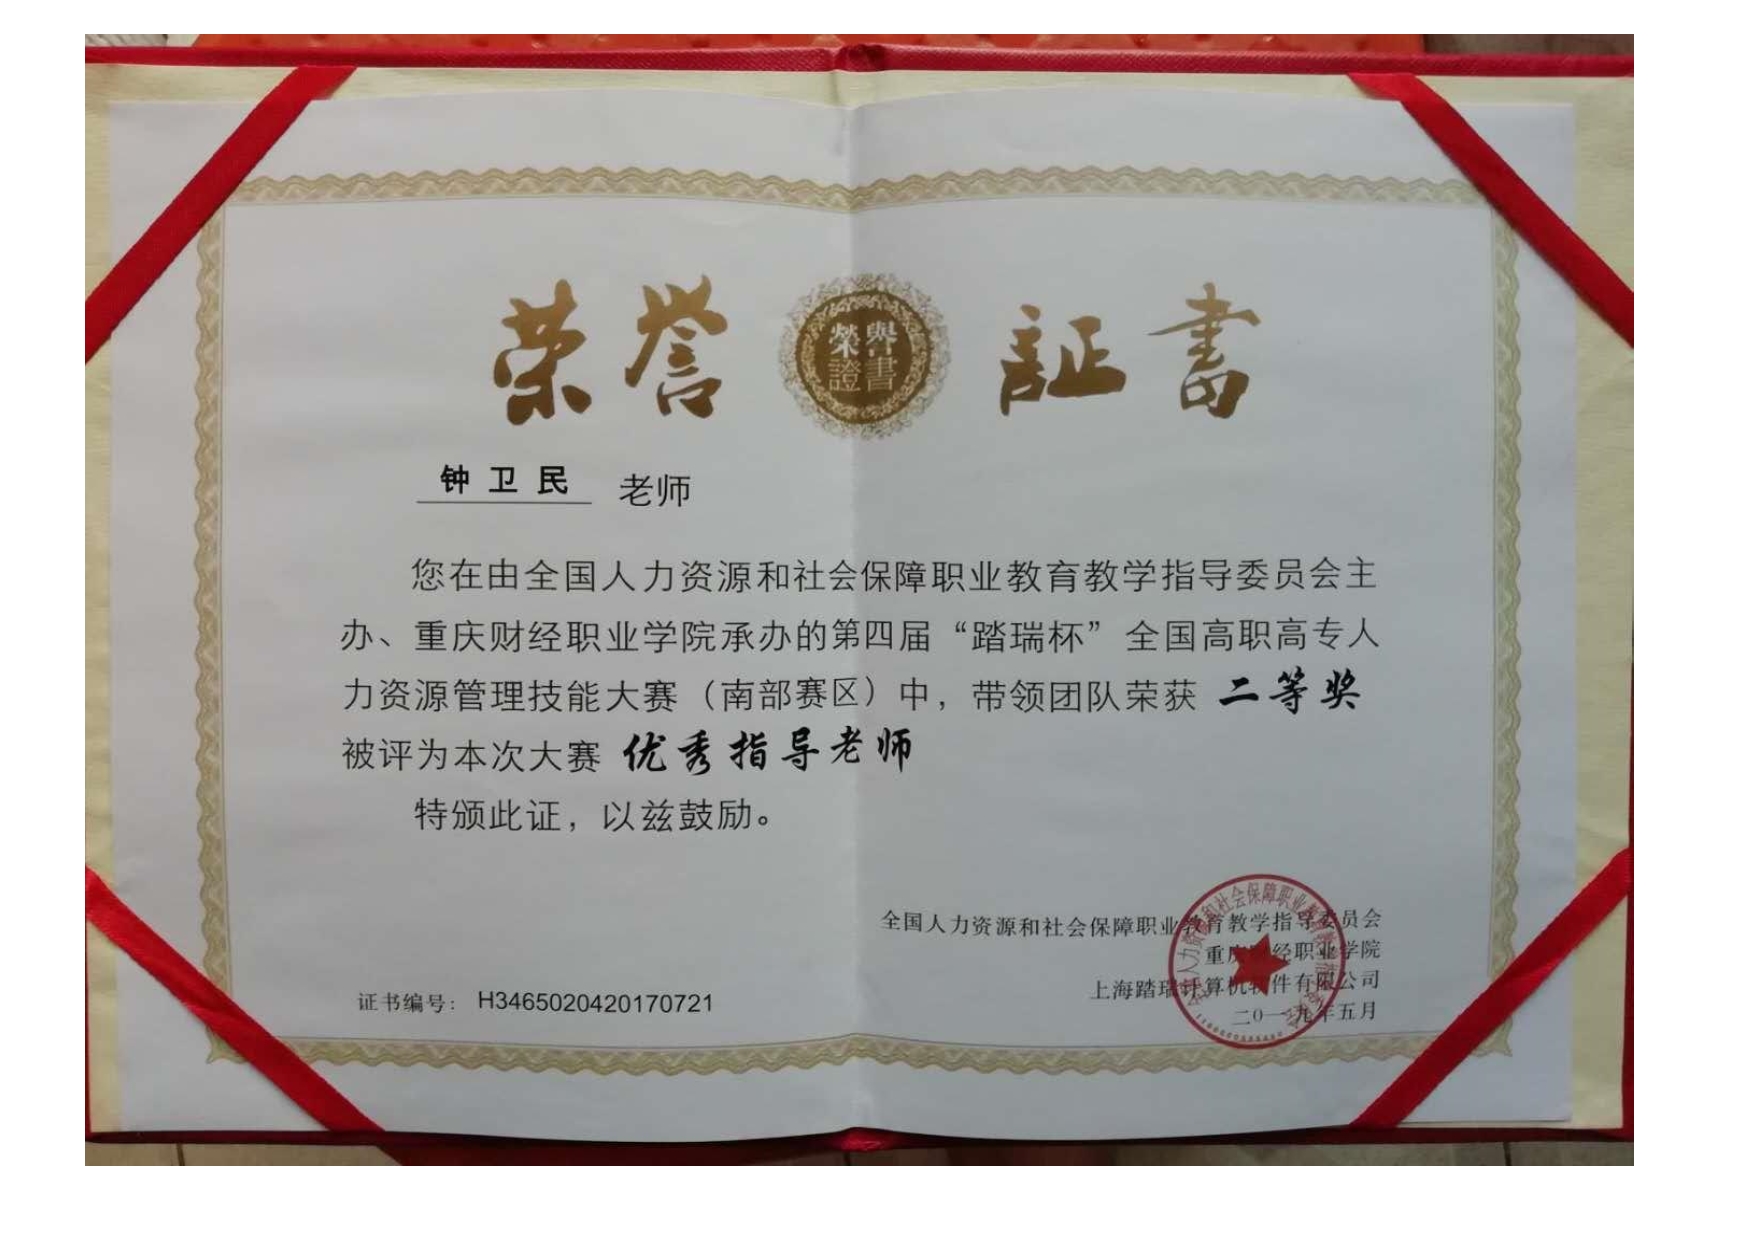 荣誉 證書
榮譽
證書
钟卫民 老师
您在由全国人力资源和社会保障职业教育教学指导委员会主
办、重庆财经职业学院承办的第四届“踏瑞杯”全国高职高专人
力资源管理技能大赛（南部赛区）中，带领团队荣获 二等奖
被评为本次大赛 优秀指导老师
特颁此证，以兹鼓励。
全国人力资源和社会保障职业教育教学指导委员会
重庆财经职业学院
上海踏瑞计算机软件有限公司
二〇一九年五月
证书编号：H3465020420170721